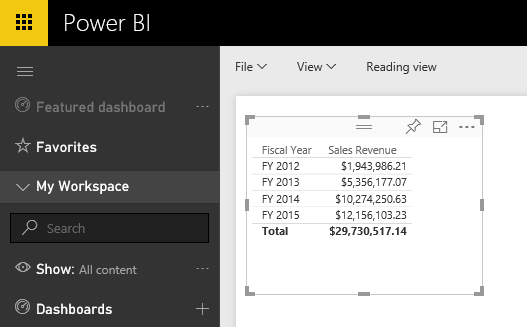 Power BI
Featured dashboard
Favorites
My Workspace
Search
Show: All content
Dashboards
File View Reading view
Fiscal Year Sales Revenue
FY 2012 $1,943,986.21
FY 2013 $5,356,177.07
FY 2014 $10,274,250.63
FY 2015 $12,156,103.23
Total $29,730,517.14